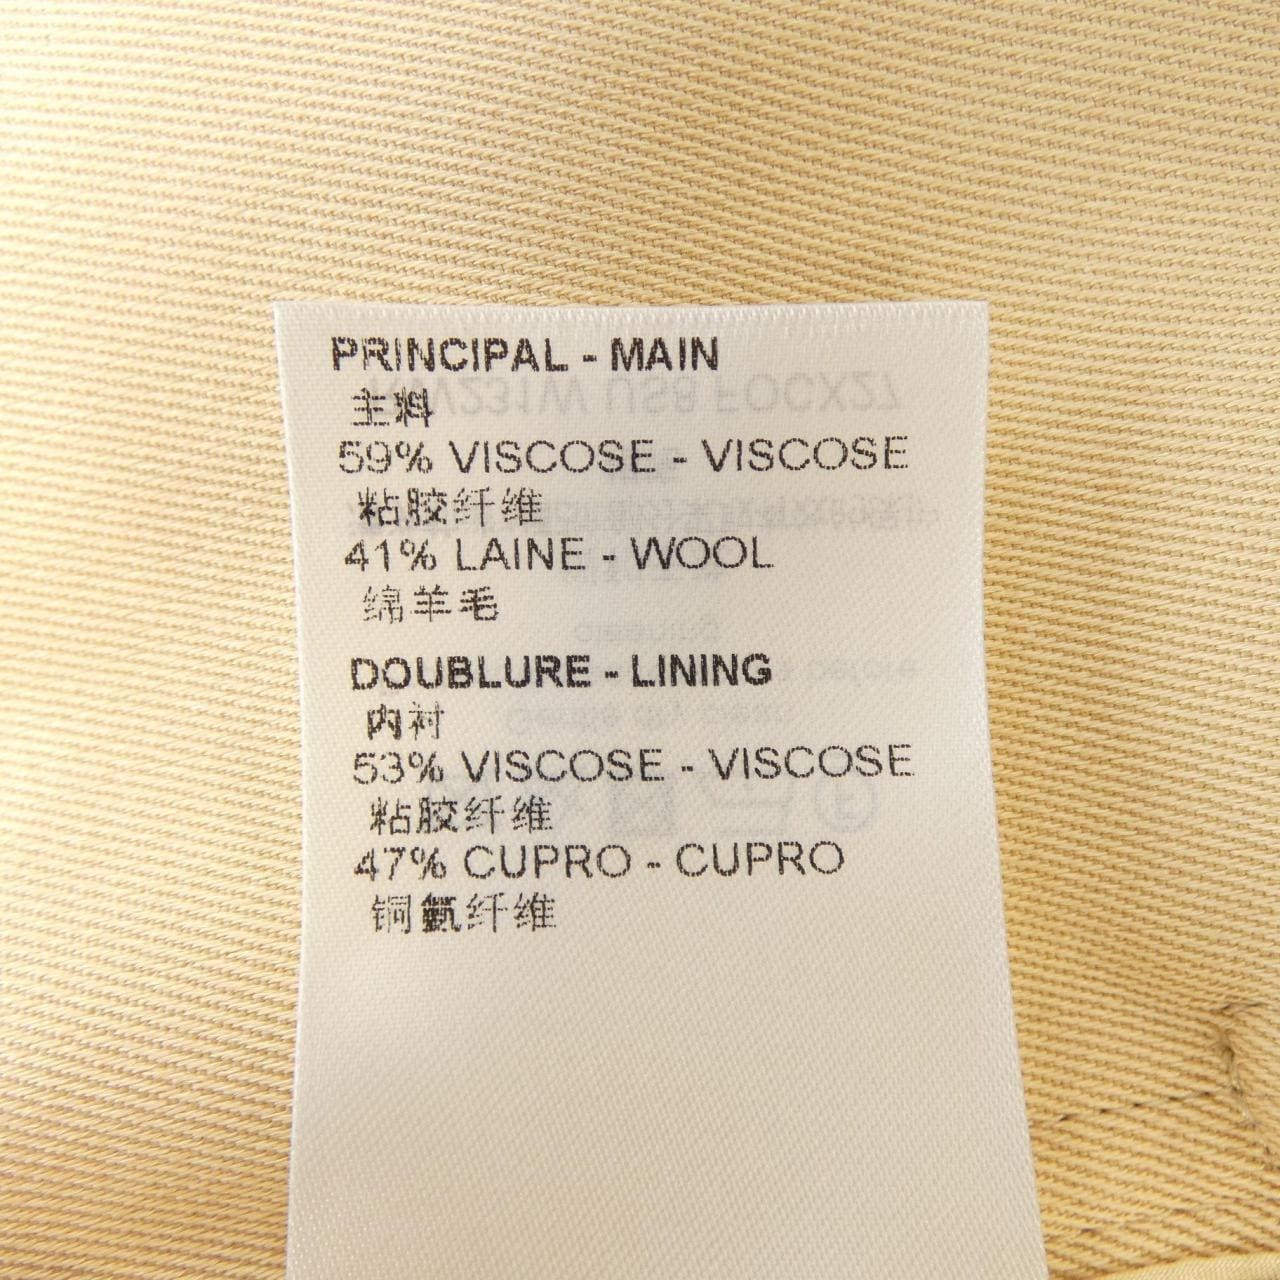 PRINCIPAL - MAIN
主料
59% VISCOSE - VISCOSE
粘胶纤维
41% LAINE - WOOL
绵羊毛
DOUBLURE - LINING
内衬
53% VISCOSE - VISCOSE
粘胶纤维
47% CUPRO - CUPRO
铜氨纤维